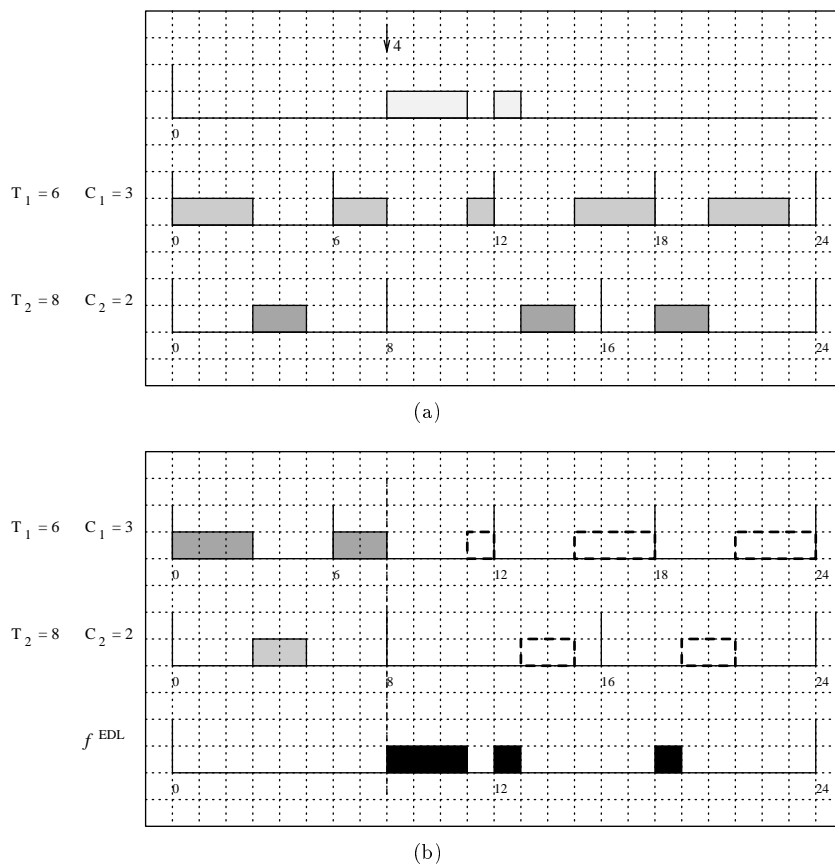 4
0
T 1 = 6 C 1 = 3
0 6 12 18 24
T 2 = 8 C 2 = 2
0 8 16 24
(a)
T 1 = 6 C 1 = 3
0 6 12 18 24
T 2 = 8 C 2 = 2
0 8 16 24
f EDL
0 12 24
(b)